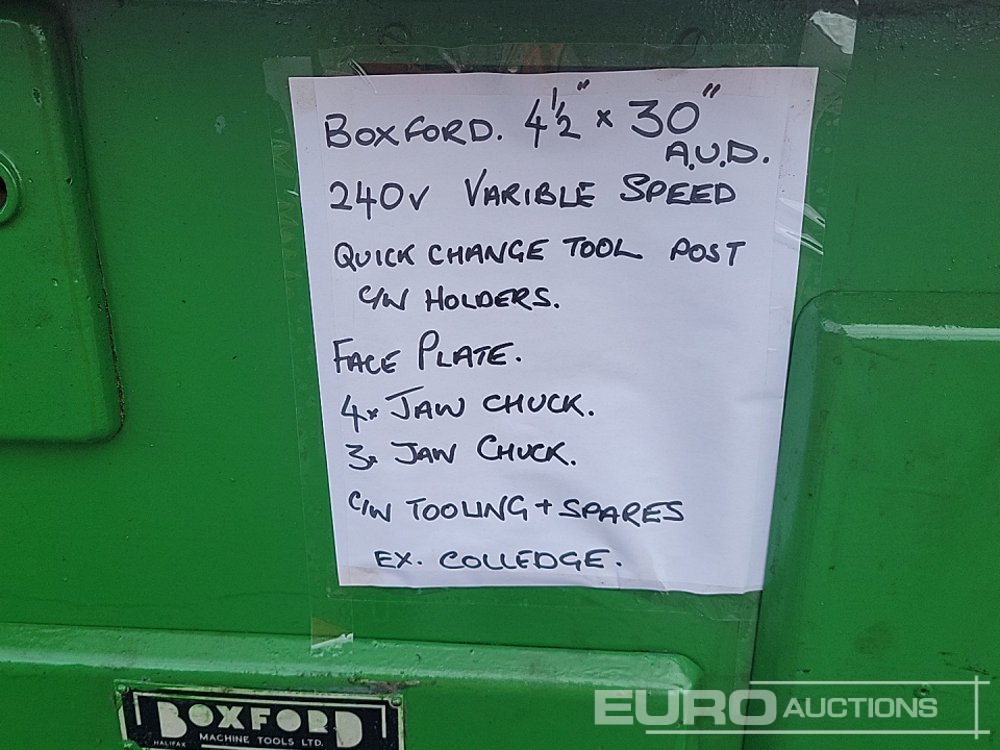 BOXFORD. 4½" x 30"
A.U.D.
240V VARIBLE SPEED
QUICK CHANGE TOOL POST
C/W HOLDERS.
FACE PLATE.
4x JAW CHUCK.
3x JAW CHUCK.
C/W TOOLING + SPARES
EX. COLLEDGE.
BOXFORD
HALIFAX MACHINE TOOLS LTD.
EURO AUCTIONS